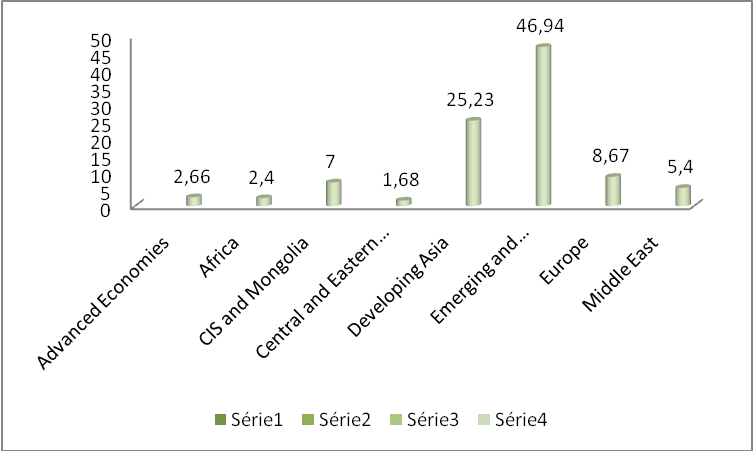 50
45
40
35
30
25
20
15
10
5
0
2,66
2,4
7
1,68
25,23
46,94
8,67
5,4
Advanced Economies
Africa
CIS and Mongolia
Central and Eastern...
Developing Asia
Emerging and...
Europe
Middle East
Série1
Série2
Série3
Série4